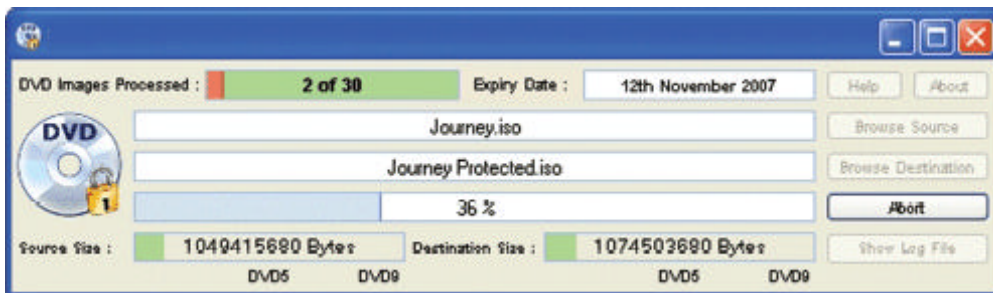 DVD Images Processed : 2 of 30 Expiry Date : 12th November 2007 Help About
DVD Journey.iso Browse Source
Journey Protected.iso Browse Destination
1 36 % Abort
Source Size : 1049415680 Bytes Destination Size : 1074503680 Bytes Show Log File
DVD5 DVD9 DVD5 DVD9